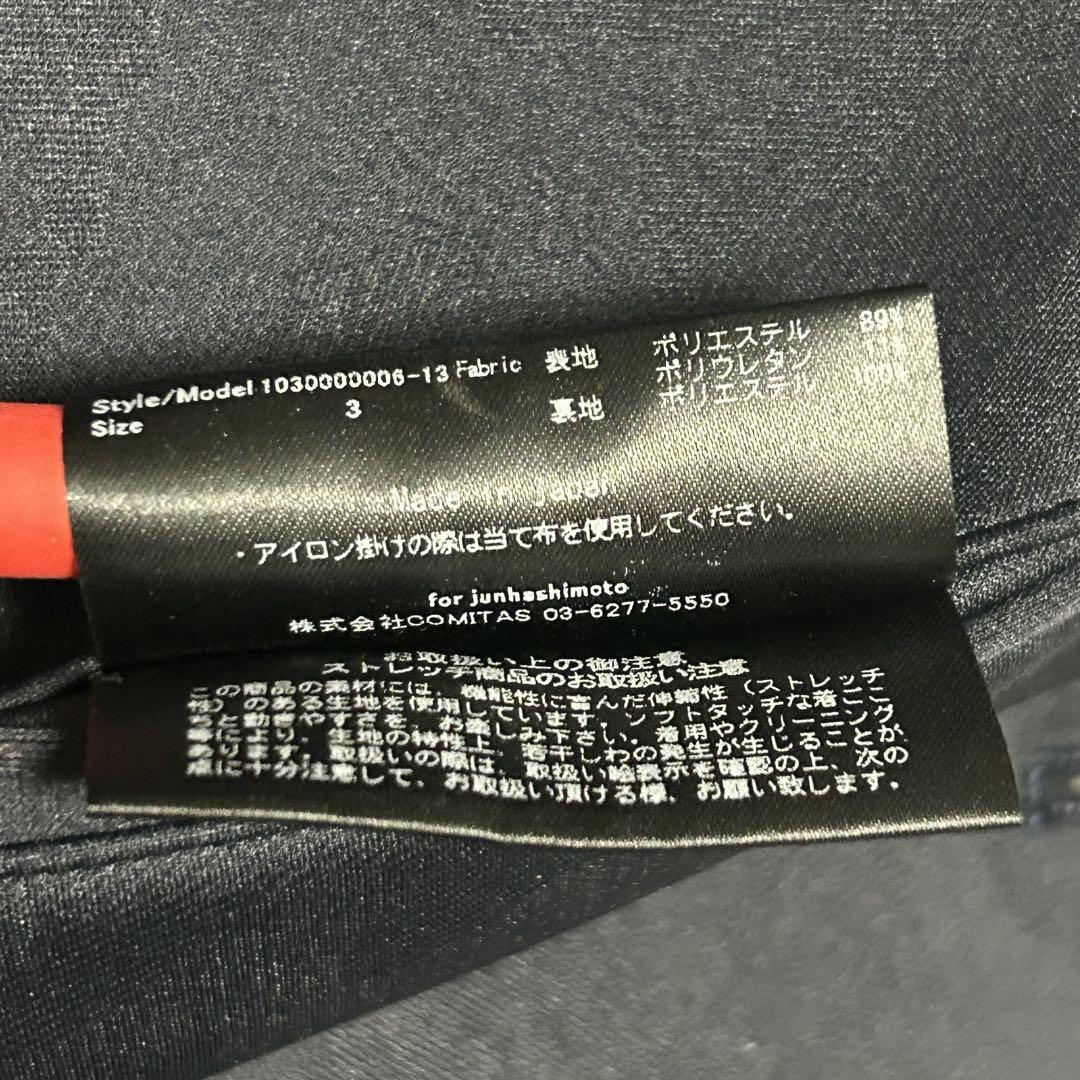 Style/Model 1030000006-13 Fabric 表地 ポリエステル 89%
ポリウレタン 11%
Size 3 裏地 ポリエステル 100%
Made in Japan
・アイロン掛けの際は当て布を使用してください。
for junhashimoto
株式会社COMITAS 03-6277-5550
お取扱い上の御注意
ストレッチ商品のお取扱い注意
この商品の素材には、機能性に富んだ伸縮性（ストレッチ
性）のある生地を使用しています。ソフトタッチな着ごこ
ちと動きやすさを、お楽しみ下さい。着用やクリーニング
等により、生地の特性上、若干しわの発生が生じることが
あります。取扱いの際は、取扱い絵表示を確認の上、次の
点に十分注意して、お取扱い頂ける様、お願い致します。